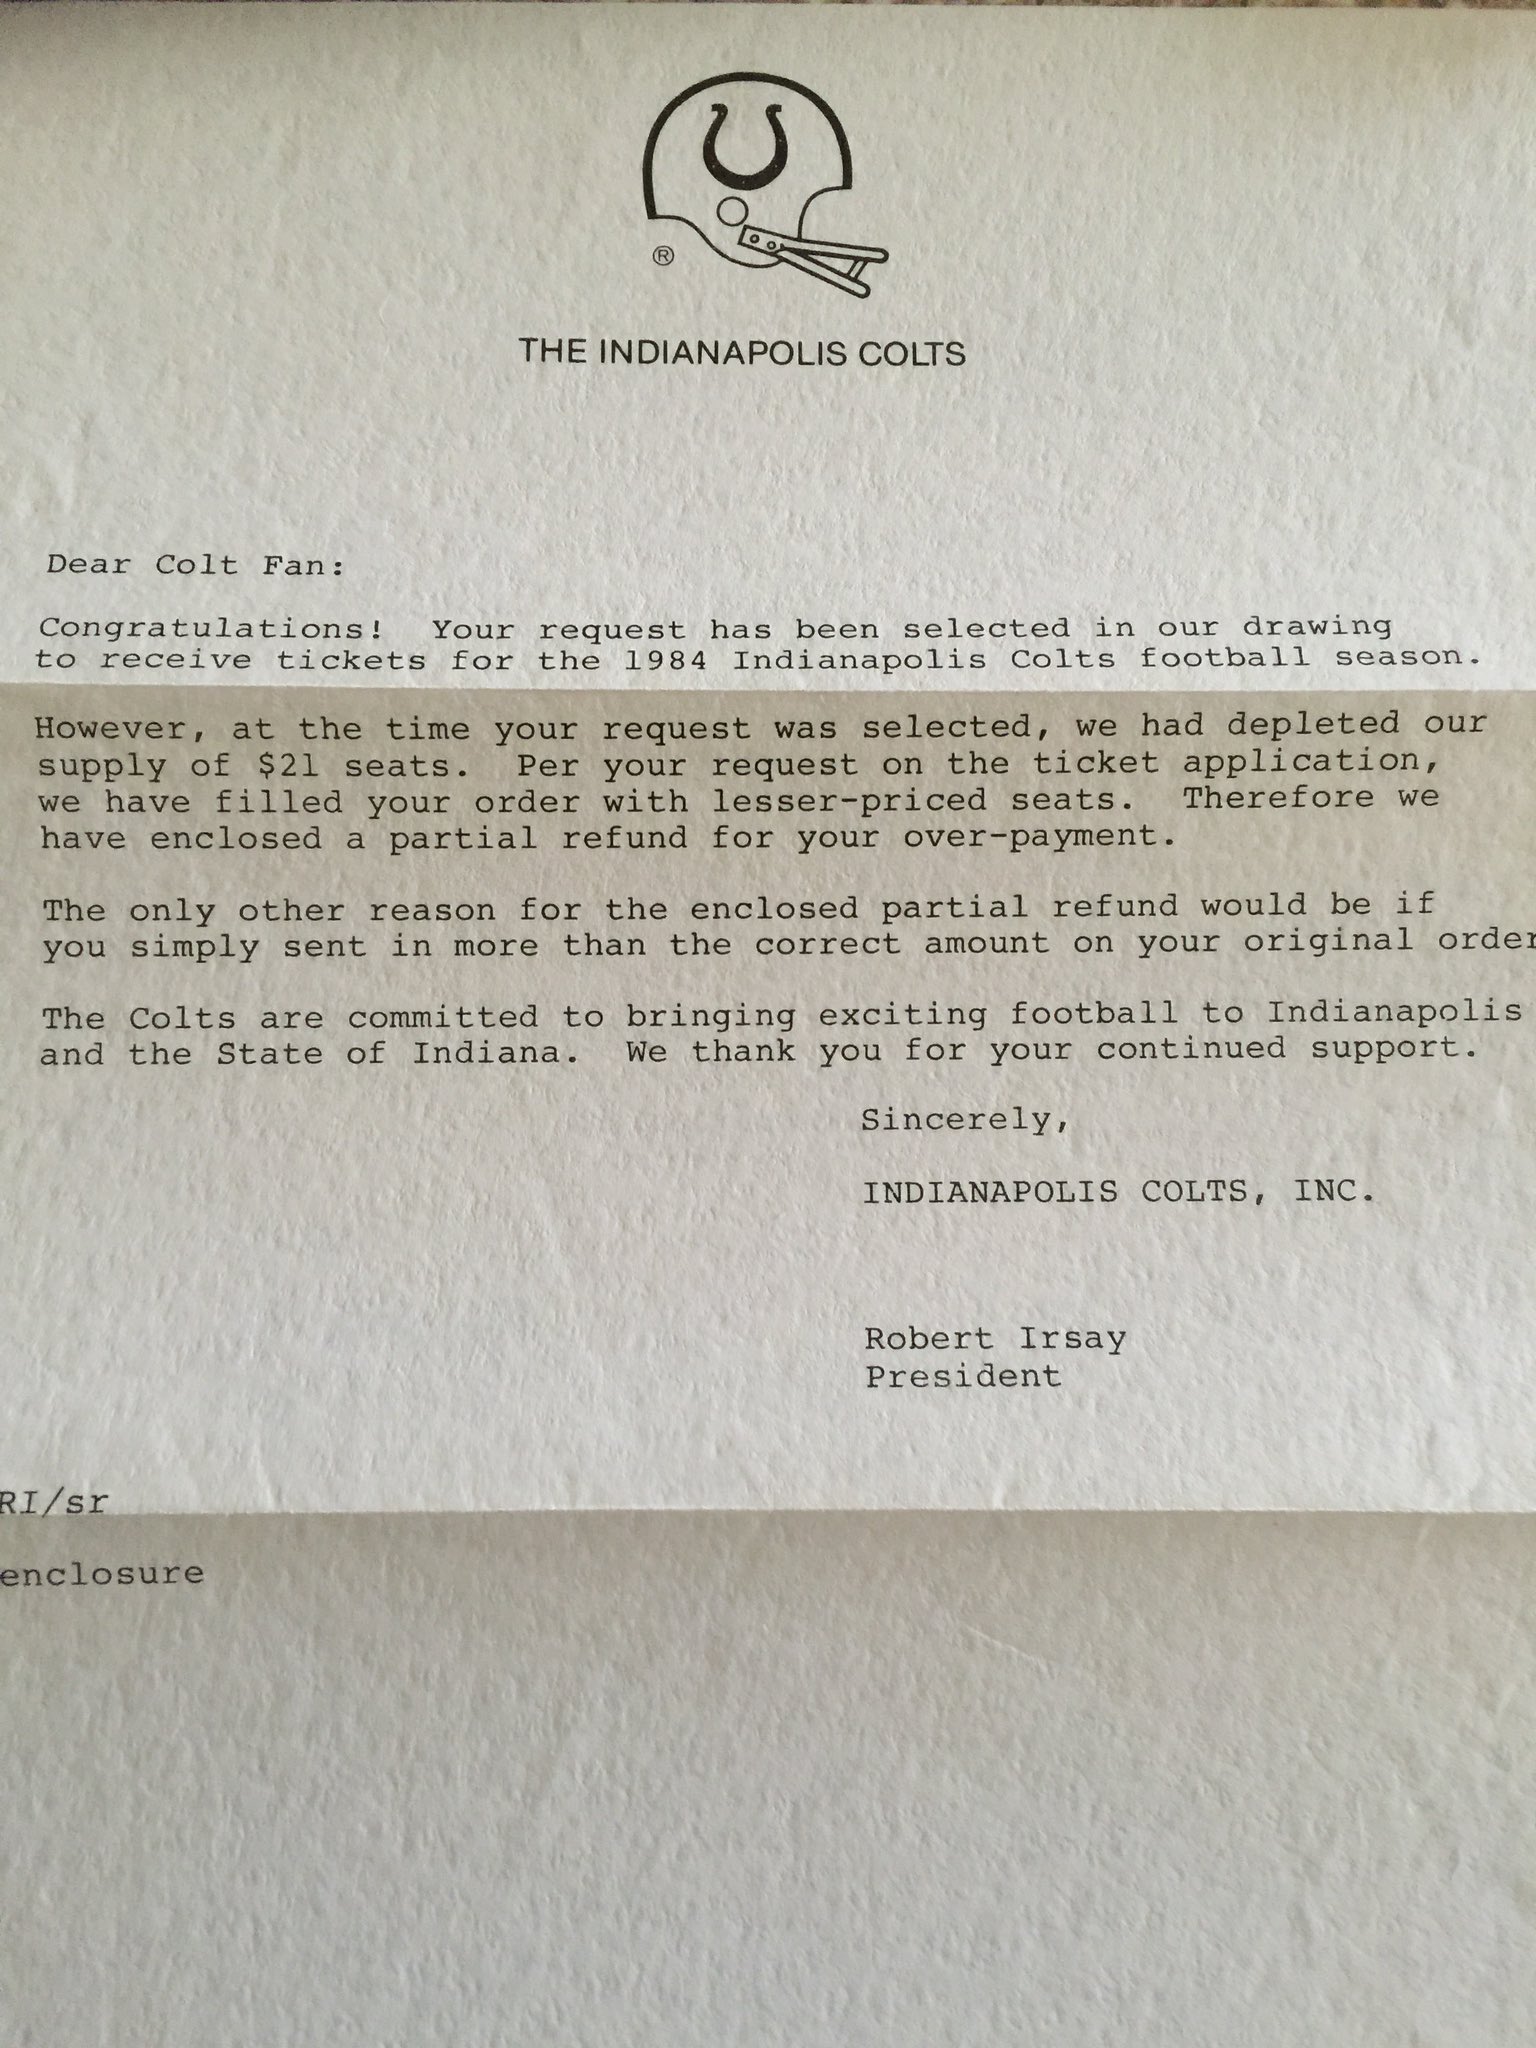 ®
THE INDIANAPOLIS COLTS
Dear Colt Fan:
Congratulations!  Your request has been selected in our drawing
to receive tickets for the 1984 Indianapolis Colts football season.
However, at the time your request was selected, we had depleted our
supply of $21 seats.  Per your request on the ticket application,
we have filled your order with lesser-priced seats.  Therefore we
have enclosed a partial refund for your over-payment.
The only other reason for the enclosed partial refund would be if
you simply sent in more than the correct amount on your original order
The Colts are committed to bringing exciting football to Indianapolis
and the State of Indiana.  We thank you for your continued support.
Sincerely,
INDIANAPOLIS COLTS, INC.
Robert Irsay
President
RI/sr
enclosure